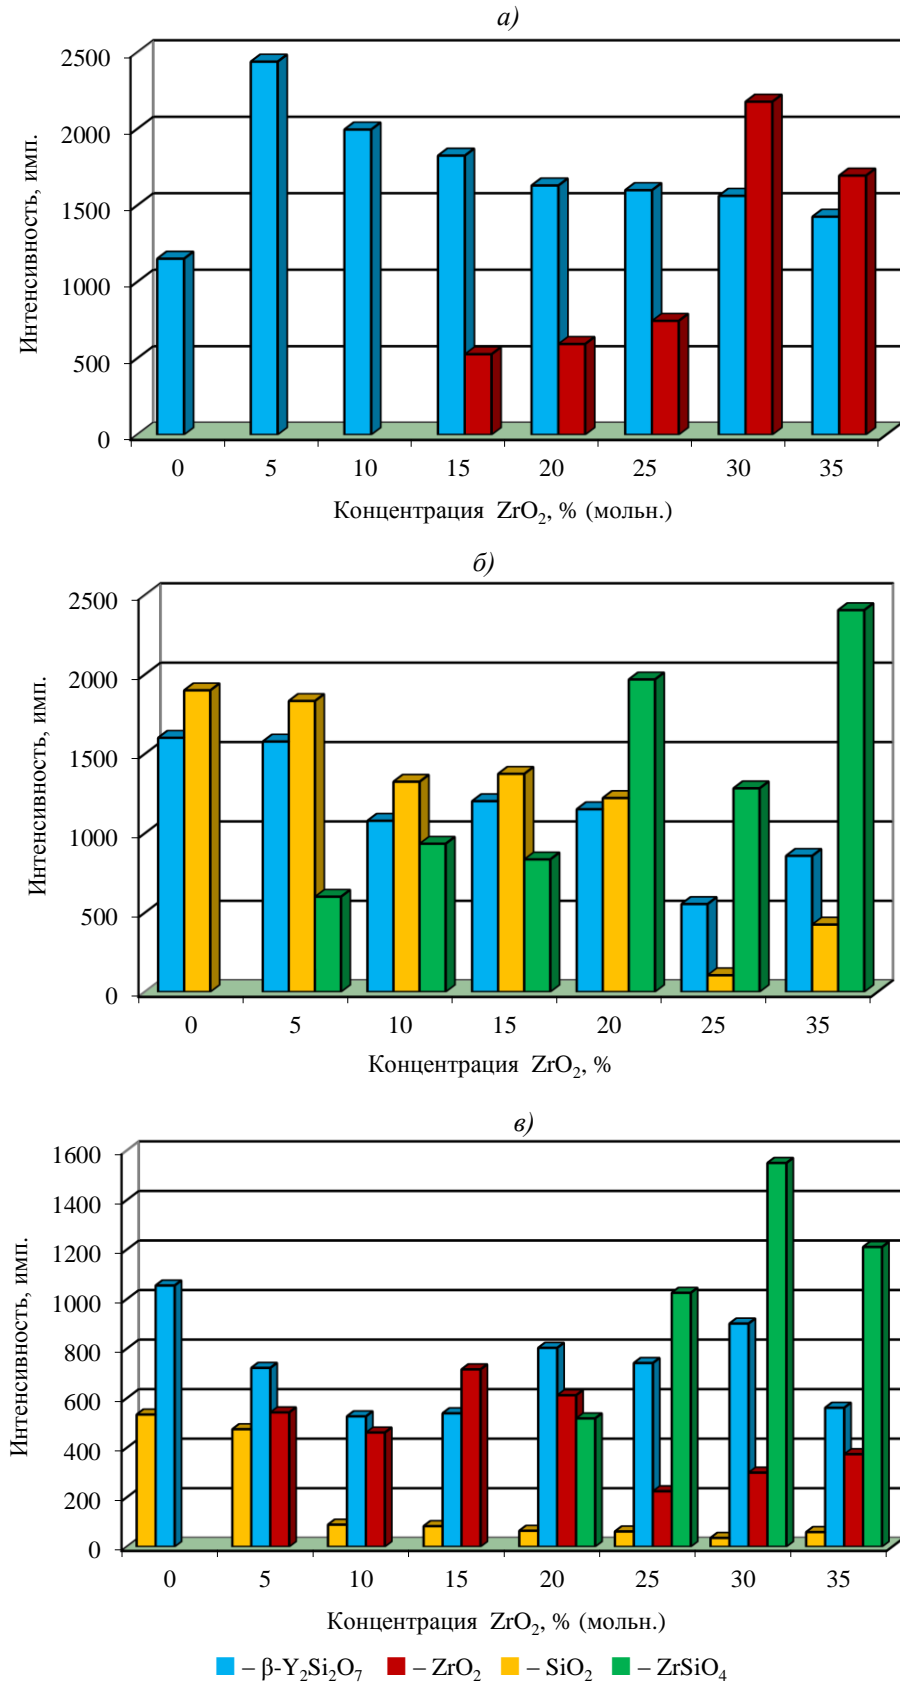 а)
2500
2000
1500
1000
500
0
Интенсивность, имп.
0 5 10 15 20 25 30 35
Концентрация ZrO₂, % (мольн.)
б)
2500
2000
1500
1000
500
0
Интенсивность, имп.
0 5 10 15 20 25 35
Концентрация ZrO₂, %
в)
1600
1400
1200
1000
800
600
400
200
0
Интенсивность, имп.
0 5 10 15 20 25 30 35
Концентрация ZrO₂, % (мольн.)
– β-Y₂Si₂O₇ – ZrO₂ – SiO₂ – ZrSiO₄